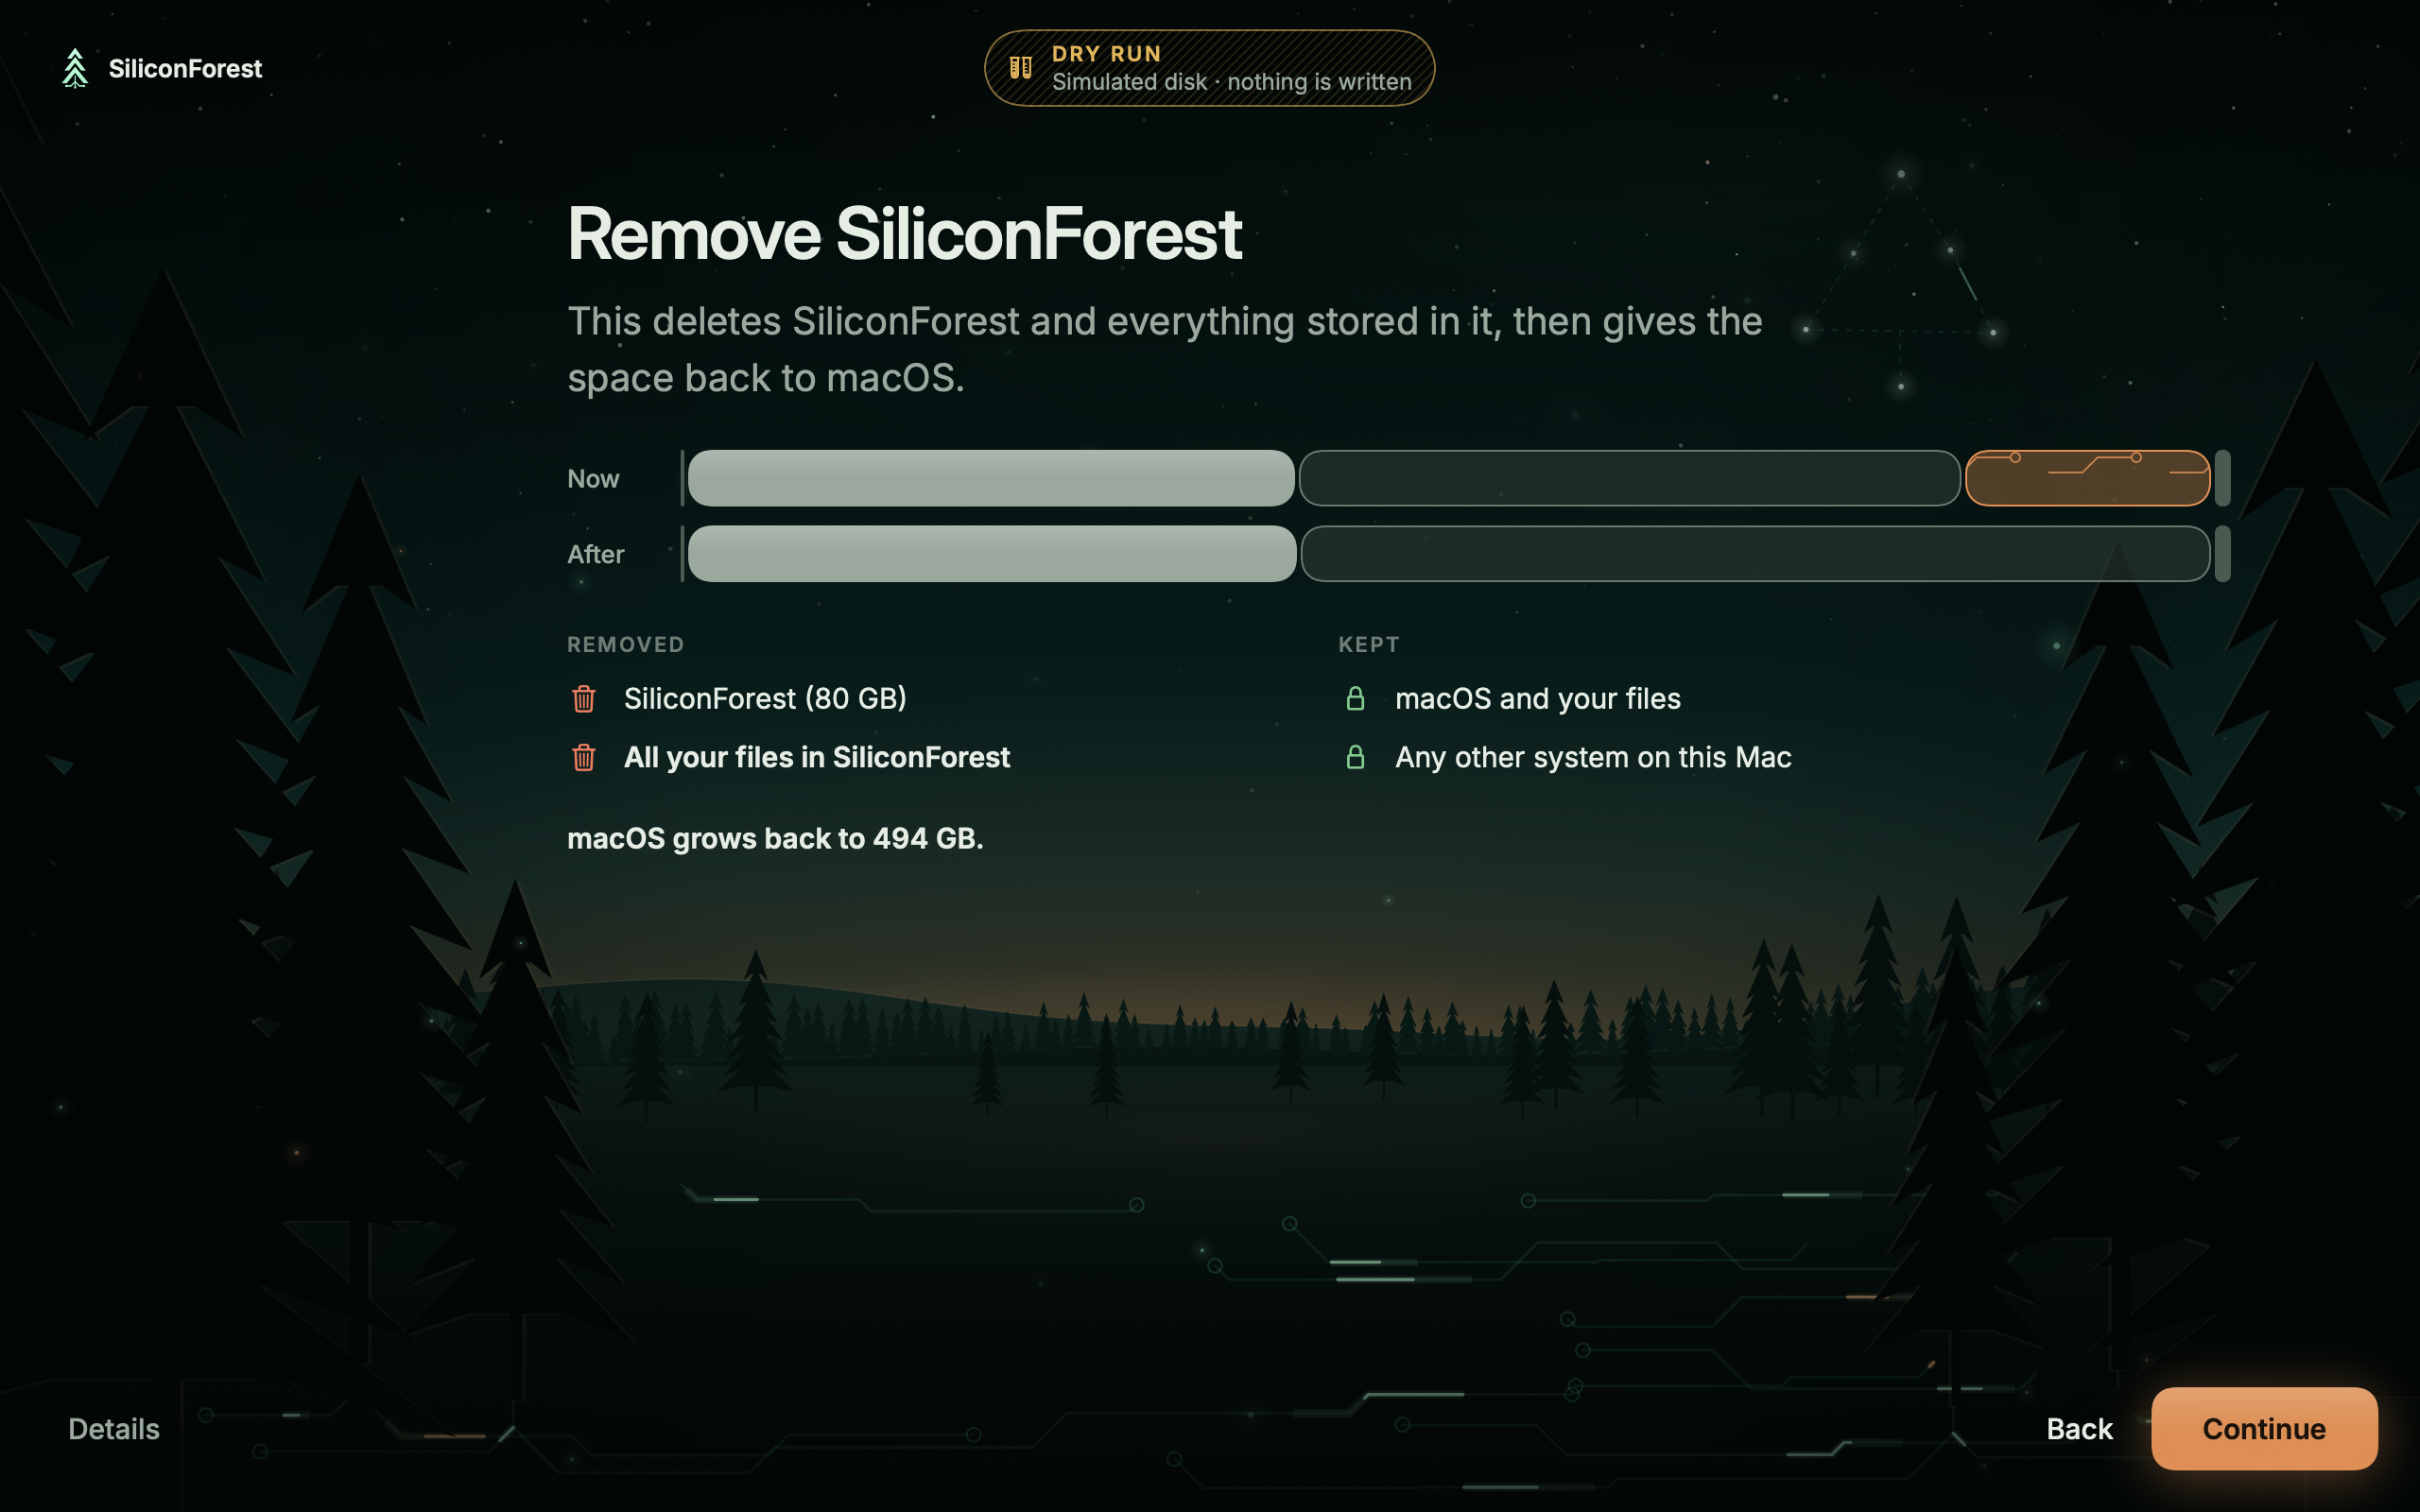 SiliconForest
DRY RUN
Simulated disk · nothing is written
Remove SiliconForest
This deletes SiliconForest and everything stored in it, then gives the
space back to macOS.
Now
After
REMOVED
SiliconForest (80 GB)
All your files in SiliconForest
KEPT
macOS and your files
Any other system on this Mac
macOS grows back to 494 GB.
Details
Back
Continue